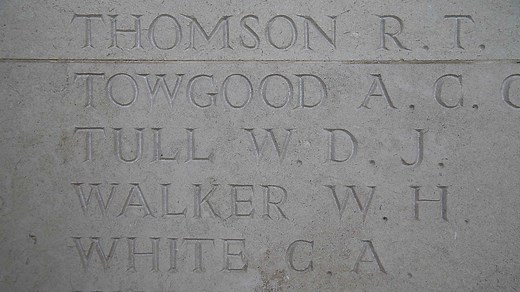 THOMSON R. T.
TOWGOOD A. C. C
TULL W. D. J.
WALKER W. H.
WHITE C. A.